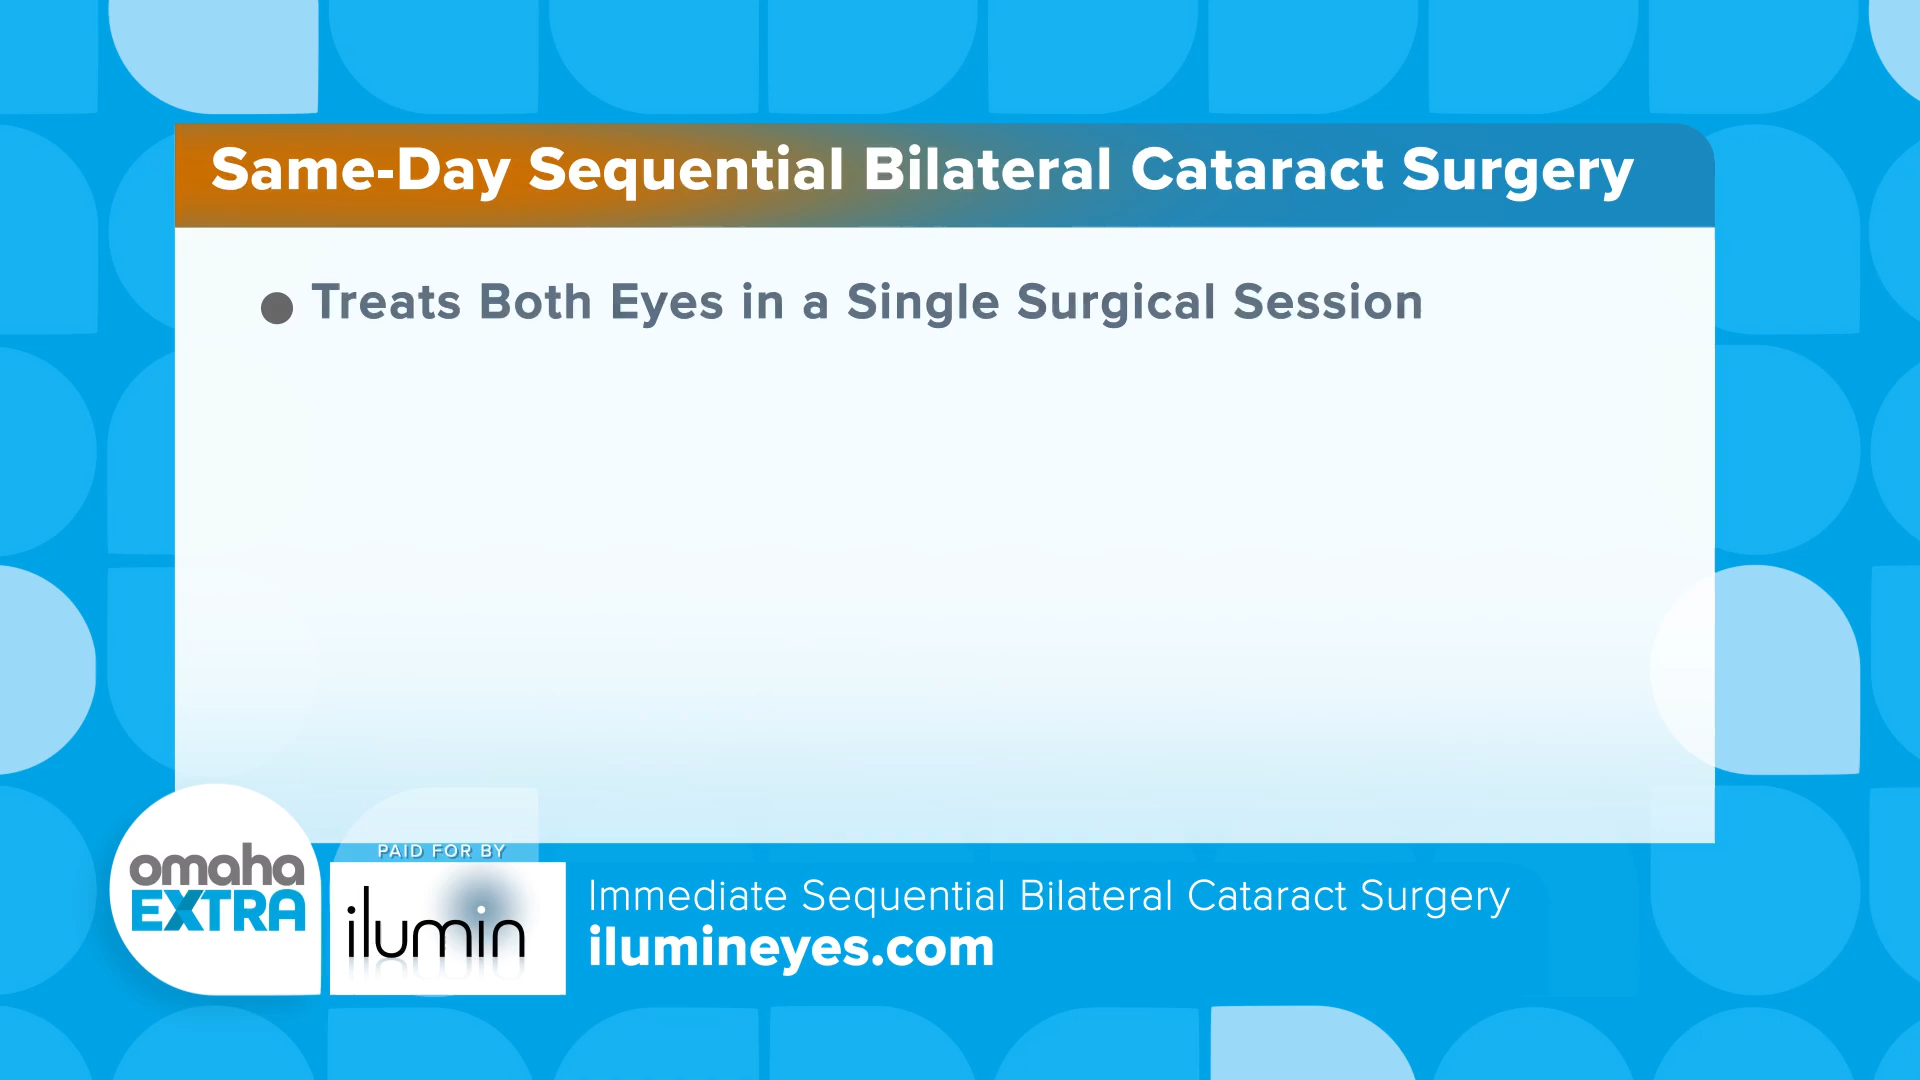 Same-Day Sequential Bilateral Cataract Surgery
● Treats Both Eyes in a Single Surgical Session
omaha
EXTRA
PAID FOR BY
ilumin
Immediate Sequential Bilateral Cataract Surgery
ilumineyes.com